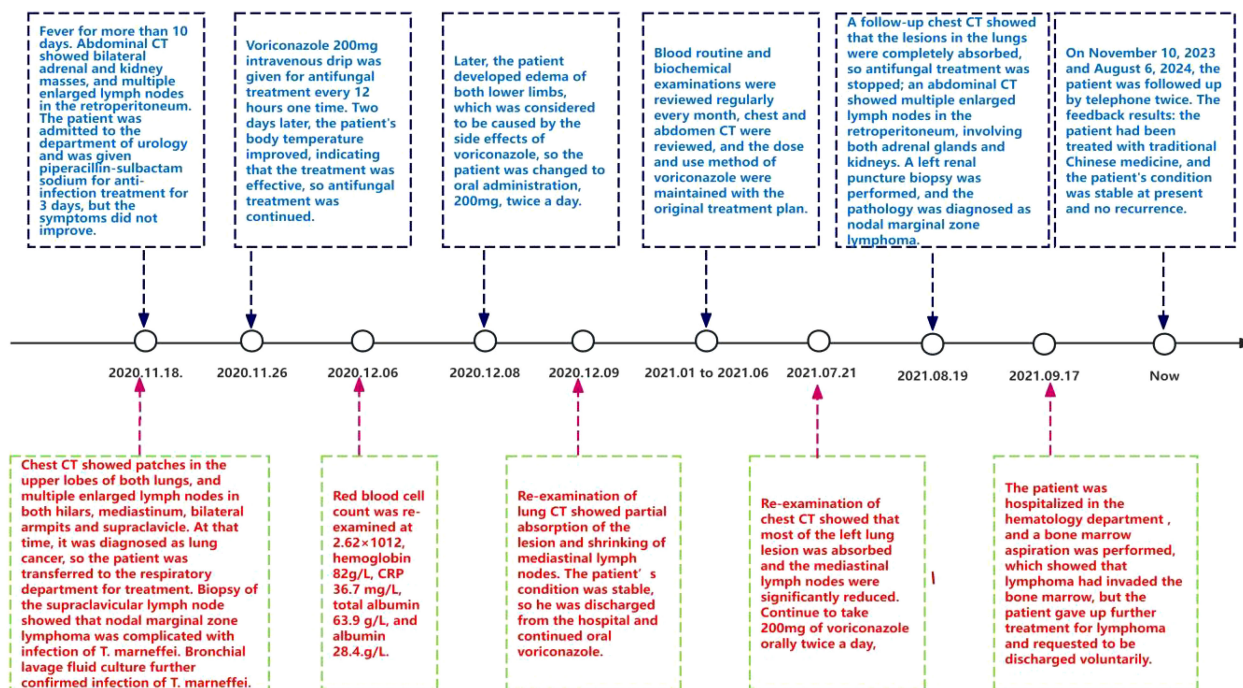 Fever for more than 10
days. Abdominal CT
showed bilateral
adrenal and kidney
masses, and multiple
enlarged lymph nodes
in the retroperitoneum.
The patient was
admitted to the
department of urology
and was given
piperacillin-sulbactam
sodium for anti-
infection treatment for
3 days, but the
symptoms did not
improve.
Voriconazole 200mg
intravenous drip was
given for antifungal
treatment every 12
hours one time. Two
days later, the patient's
body temperature
improved, indicating
that the treatment was
effective, so antifungal
treatment was
continued.
Later, the patient
developed edema of
both lower limbs,
which was considered
to be caused by the
side effects of
voriconazole, so the
patient was changed to
oral administration,
200mg, twice a day.
Blood routine and
biochemical
examinations were
reviewed regularly
every month, chest and
abdomen CT were
reviewed, and the dose
and use method of
voriconazole were
maintained with the
original treatment plan.
A follow-up chest CT showed
that the lesions in the lungs
were completely absorbed,
so antifungal treatment was
stopped; an abdominal CT
showed multiple enlarged
lymph nodes in the
retroperitoneum, involving
both adrenal glands and
kidneys. A left renal
puncture biopsy was
performed, and the
pathology was diagnosed as
nodal marginal zone
lymphoma.
On November 10, 2023
and August 6, 2024, the
patient was followed up
by telephone twice. The
feedback results: the
patient had been
treated with traditional
Chinese medicine, and
the patient's condition
was stable at present
and no recurrence.
2020.11.18.
2020.11.26
2020.12.06
2020.12.08
2020.12.09
2021.01 to 2021.06
2021.07.21
2021.08.19
2021.09.17
Now
Chest CT showed patches in the
upper lobes of both lungs, and
multiple enlarged lymph nodes in
both hilars, mediastinum, bilateral
armpits and supraclavicle. At that
time, it was diagnosed as lung
cancer, so the patient was
transferred to the respiratory
department for treatment. Biopsy of
the supraclavicular lymph node
showed that nodal marginal zone
lymphoma was complicated with
infection of T. marneffei. Bronchial
lavage fluid culture further
confirmed infection of T. marneffei.
Red blood cell
count was re-
examined at
2.62×1012,
hemoglobin
82g/L, CRP
36.7 mg/L,
total albumin
63.9 g/L, and
albumin
28.4.g/L.
Re-examination of
lung CT showed partial
absorption of the
lesion and shrinking of
mediastinal lymph
nodes. The patient's
condition was stable,
so he was discharged
from the hospital and
continued oral
voriconazole.
Re-examination of
chest CT showed that
most of the left lung
lesion was absorbed
and the mediastinal
lymph nodes were
significantly reduced.
Continue to take
200mg of voriconazole
orally twice a day,
The patient was
hospitalized in the
hematology department ,
and a bone marrow
aspiration was performed,
which showed that
lymphoma had invaded the
bone marrow, but the
patient gave up further
treatment for lymphoma
and requested to be
discharged voluntarily.